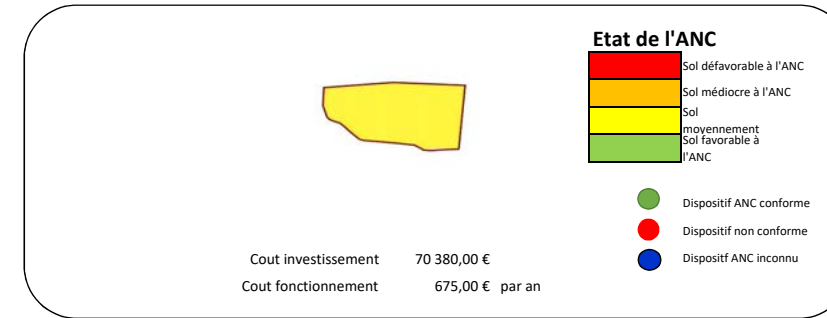 Etat de l'ANC
Sol défavorable à l'ANC
Sol médiocre à l'ANC
Sol
moyennement
Sol favorable à
l'ANC
Dispositif ANC conforme
Dispositif non conforme
Dispositf ANC inconnu
Cout investissement 70 380,00 €
Cout fonctionnement 675,00 € par an